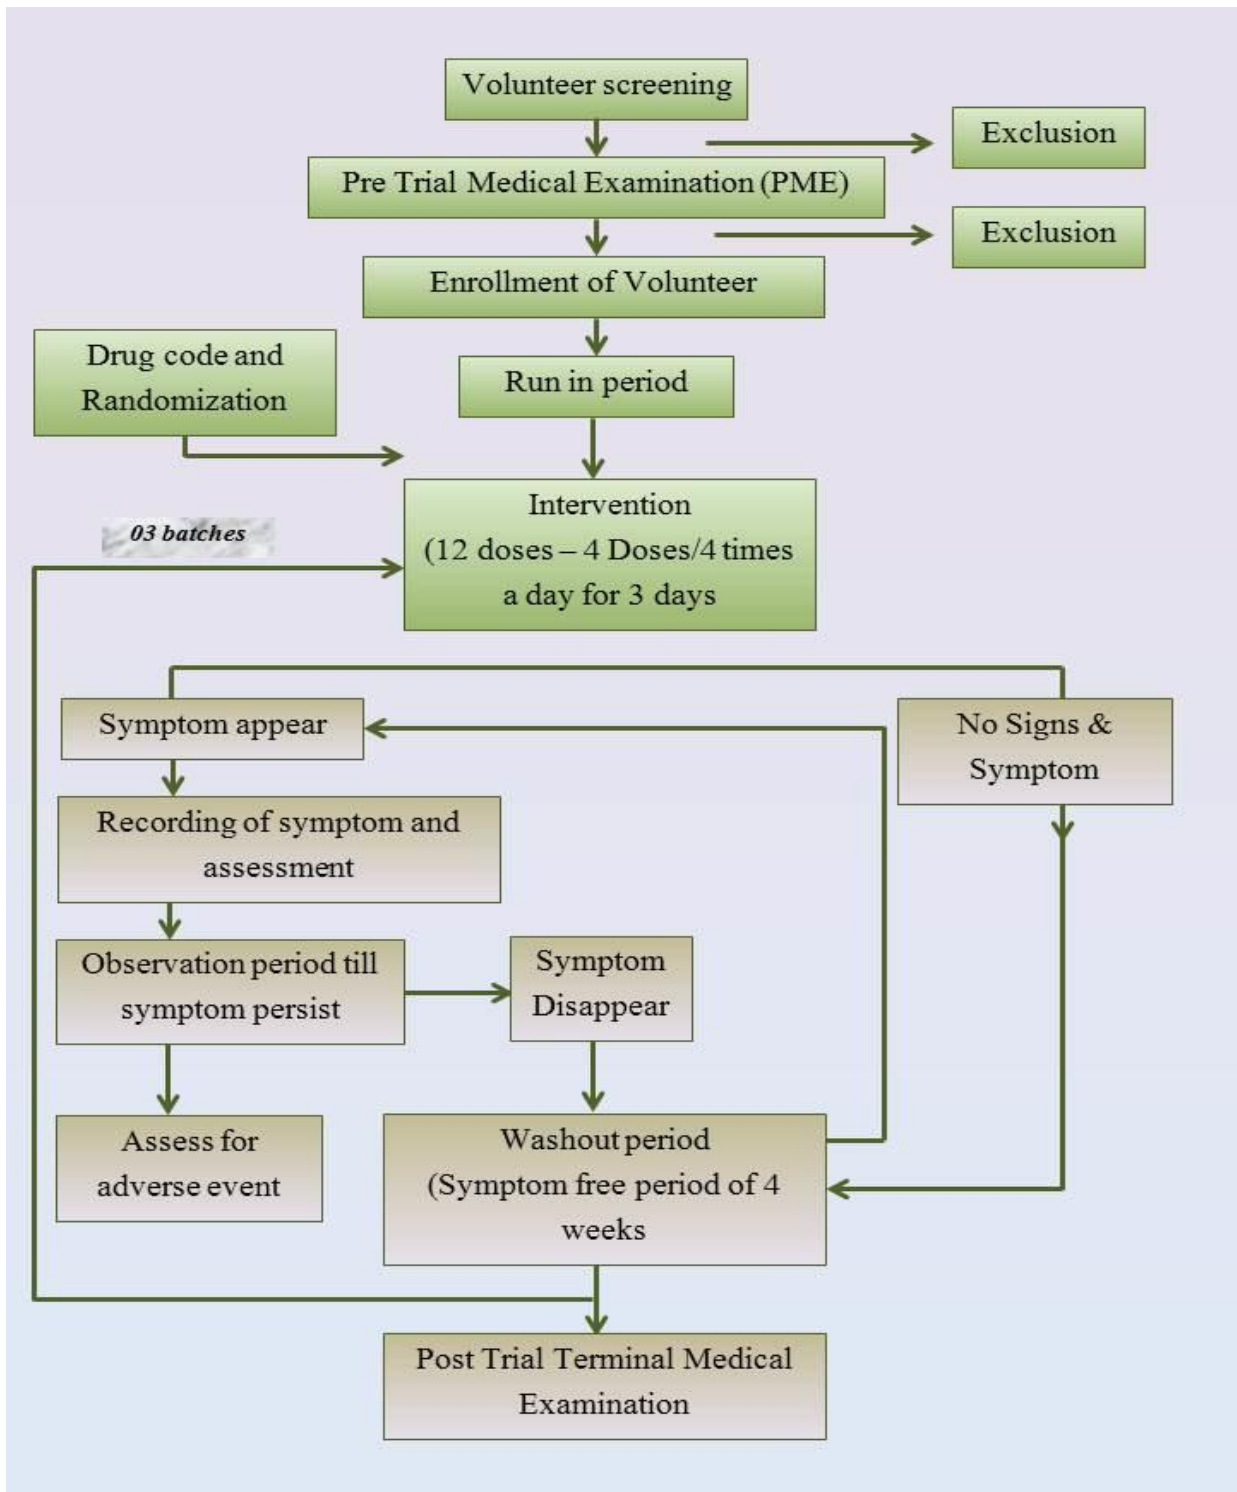 Volunteer screening
Exclusion
Pre Trial Medical Examination (PME)
Exclusion
Enrollment of Volunteer
Drug code and
Randomization
Run in period
03 batches
Intervention
(12 doses – 4 Doses/4 times
a day for 3 days
Symptom appear
No Signs &
Symptom
Recording of symptom and
assessment
Observation period till
symptom persist
Symptom
Disappear
Assess for
adverse event
Washout period
(Symptom free period of 4
weeks
Post Trial Terminal Medical
Examination